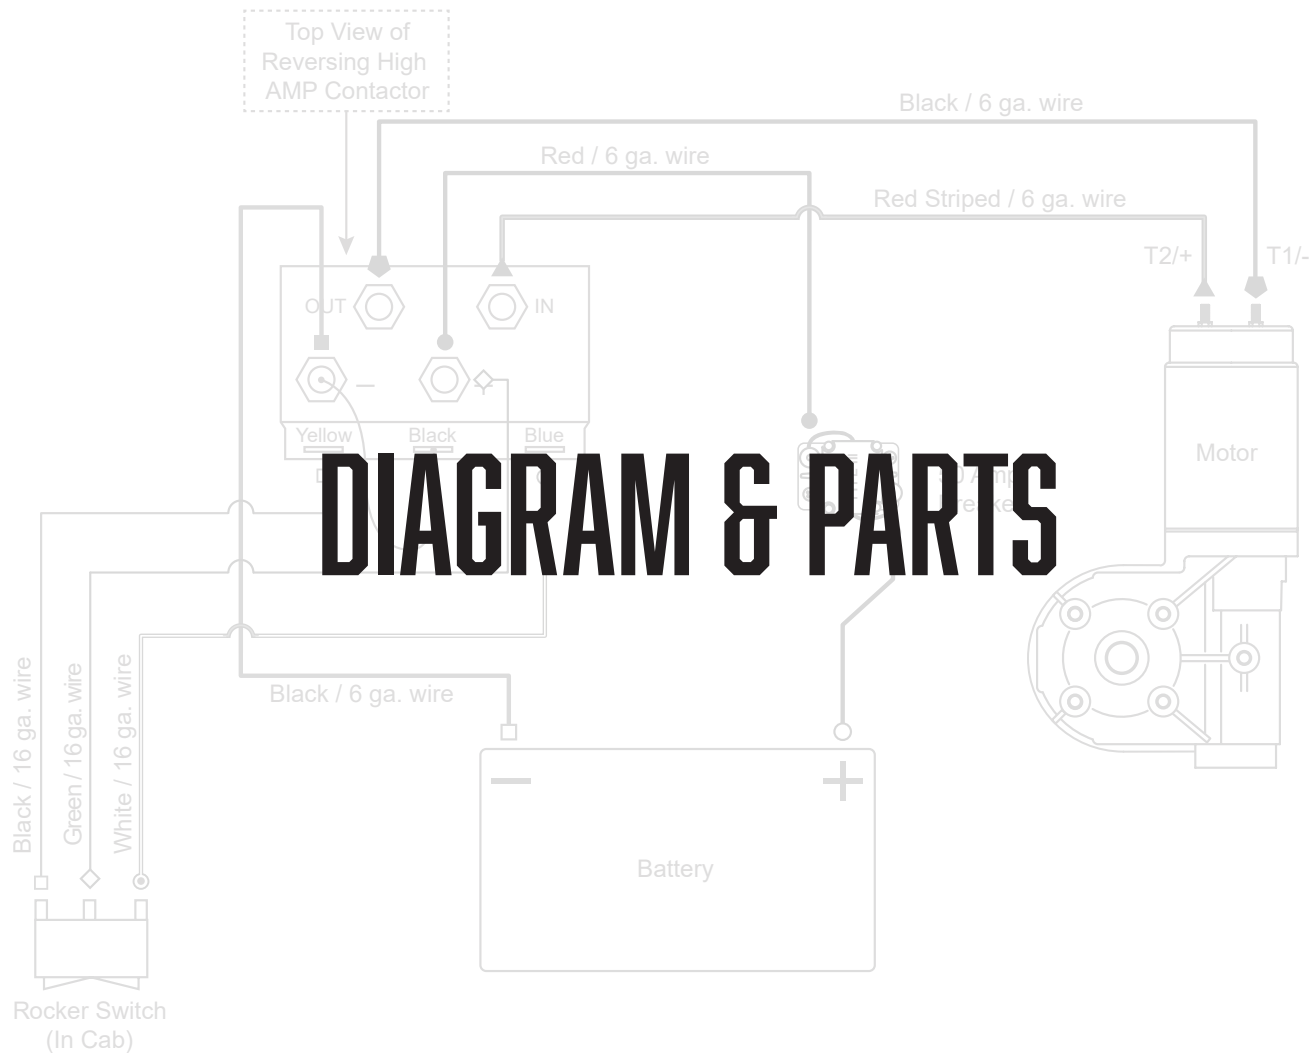 Top View of
Reversing High
AMP Contactor
Black / 6 ga. wire
Red / 6 ga. wire
Red Striped / 6 ga. wire
T2/+
T1/-
OUT
IN
Yellow
Black
Blue
Motor
Amp
DIAGRAM & PARTS
Black / 6 ga. wire
Black / 16 ga. wire
Green / 16 ga. wire
White / 16 ga. wire
Battery
Rocker Switch
(In Cab)